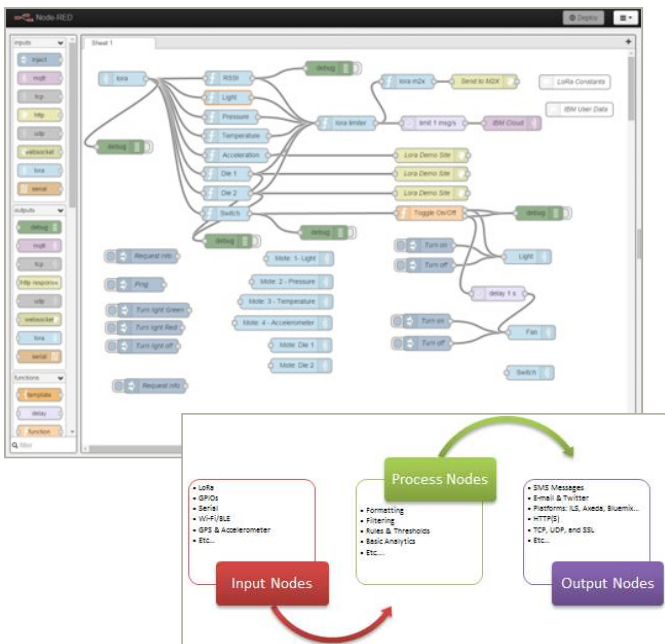 Node-RED
Deploy
inputs
inject
mqtt
tcp
http
udp
websocket
lora
serial
outputs
debug
mqtt
tcp
http response
udp
websocket
lora
serial
functions
template
delay
function
filter
Sheet 1
lora
debug
RSSI
Light
Pressure
Temperature
Acceleration
Die 1
Die 2
Switch
debug
debug
debug
lora limiter
lora m2x
Send to M2X
limit 1 msg/s
IBM Cloud
LoRa Constants
IBM User Data
Lora Demo Site
Lora Demo Site
Lora Demo Site
Toggle On/Off
debug
Request info
Ping
Turn light Green
Turn light Red
Turn light off
Request info
Mote: 1- Light
Mote: 2 - Pressure
Mote: 3 - Temperature
Mote: 4 - Accelerometer
Mote: Die 1
Mote: Die 2
Turn on
Turn off
Light
delay 1 s
Turn on
Turn off
Fan
Switch
• LoRa
• GPIOs
• Serial
• Wi-Fi/BLE
• GPS & Accelerometer
• Etc...
Input Nodes
Process Nodes
• Formatting
• Filtering
• Rules & Thresholds
• Basic Analytics
• Etc....
• SMS Messages
• E-mail & Twitter
• Platforms: ILS, Axeda, Bluemix...
• HTTP(S)
• TCP, UDP, and SSL
• Etc...
Output Nodes